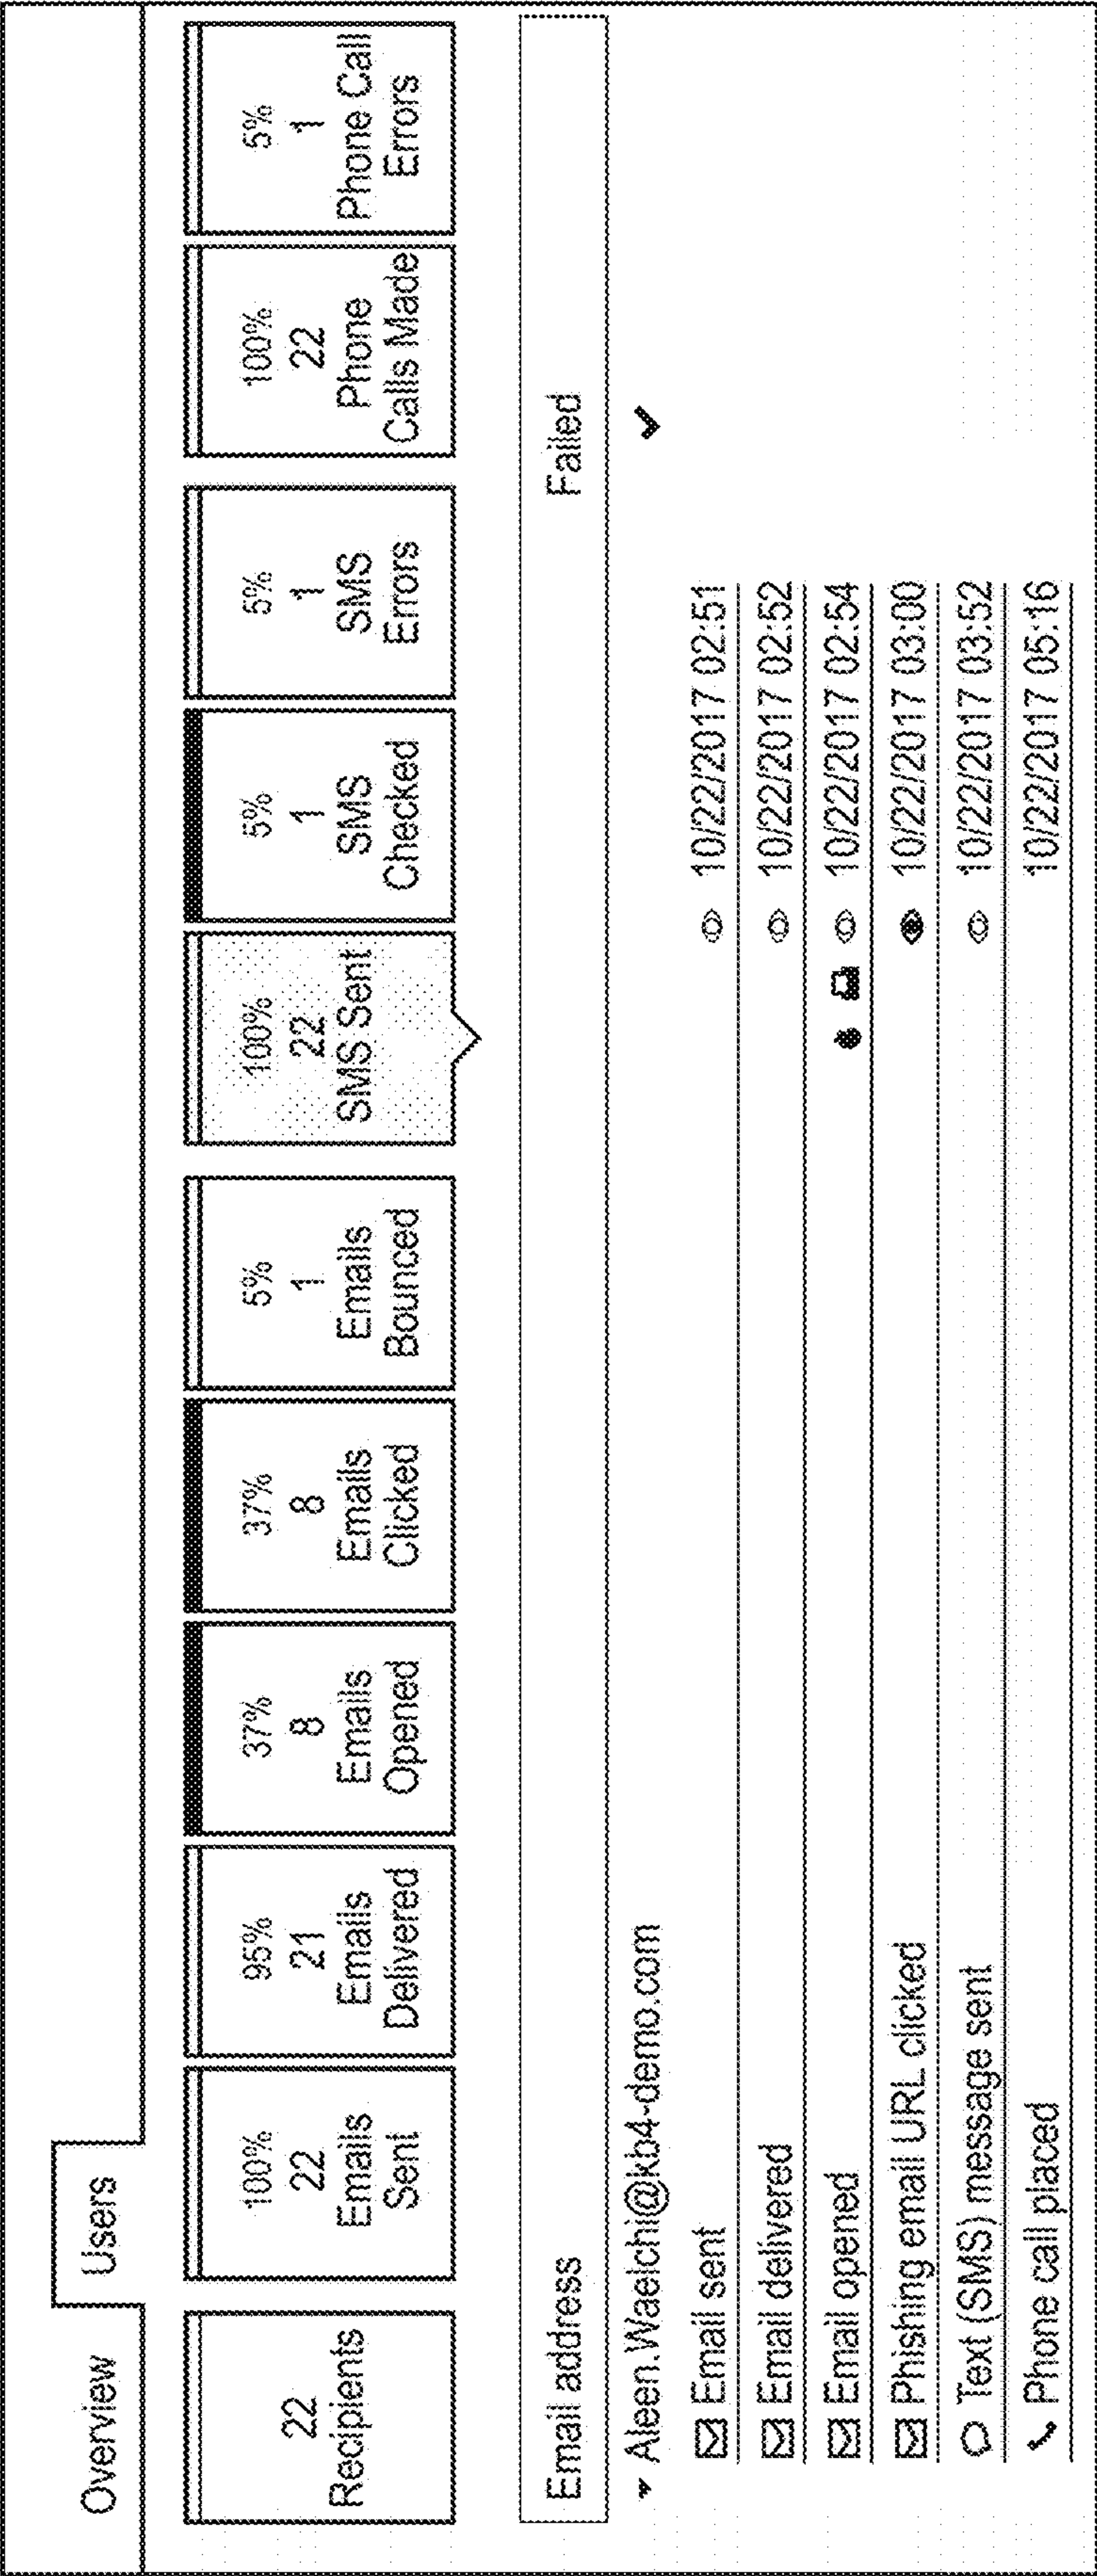 Overview
Users
22
Recipients
100%
22
Emails
Sent
95%
21
Emails
Delivered
37%
8
Emails
Opened
37%
8
Emails
Clicked
5%
1
Emails
Bounced
100%
22
SMS Sent
5%
1
SMS
Checked
5%
1
SMS
Errors
100%
22
Phone
Calls Made
5%
1
Phone Call
Errors
Email address Failed
Aleen.Waelchi@kb4-demo.com
Email sent 10/22/2017 02:51
Email delivered 10/22/2017 02:52
Email opened 10/22/2017 02:54
Phishing email URL clicked 10/22/2017 03:00
Text (SMS) message sent 10/22/2017 03:52
Phone call placed 10/22/2017 05:16